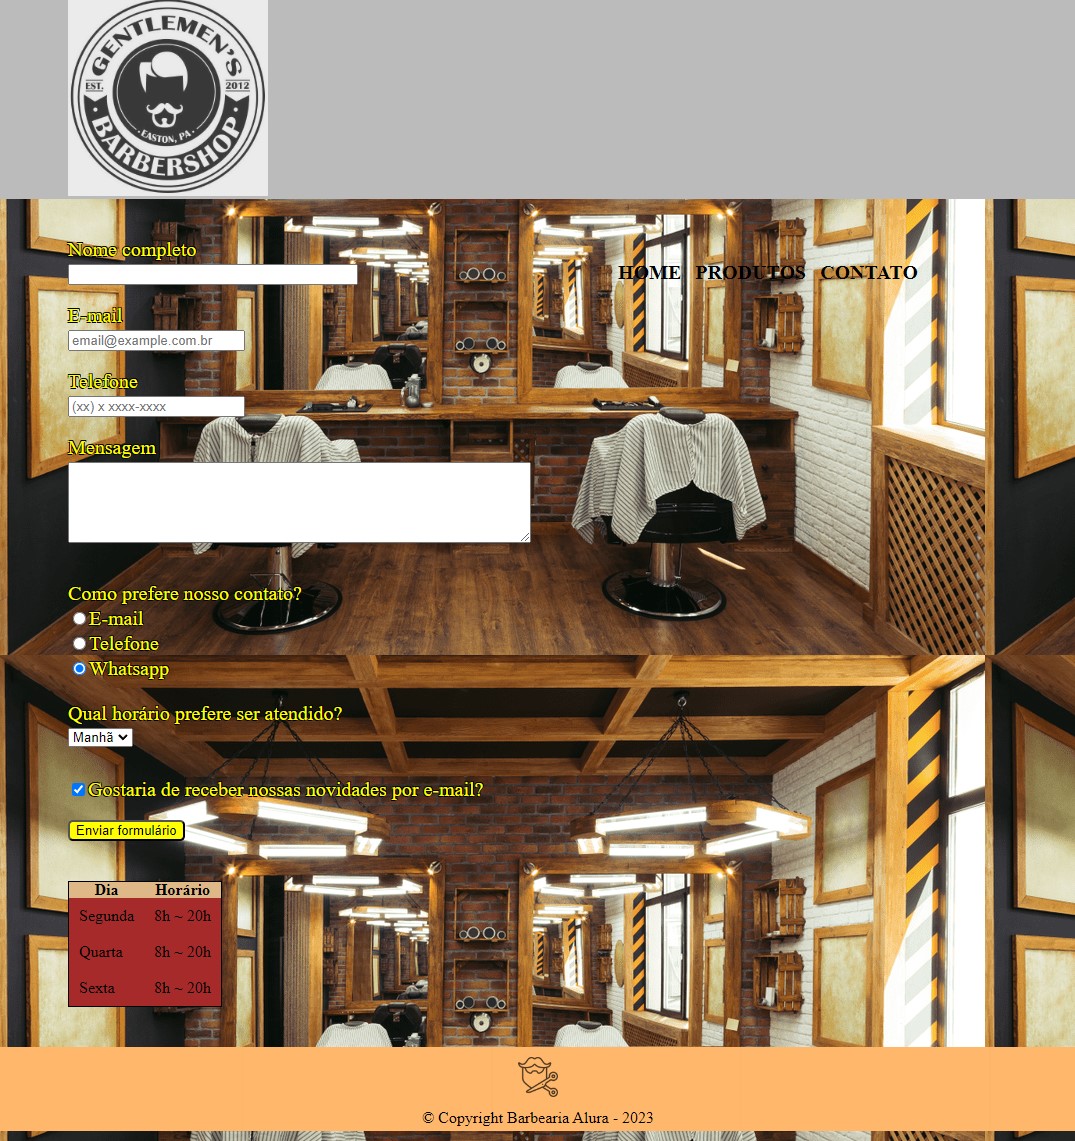 GENTLEMEN'S
EST. 2012
EASTON, PA.
BARBERSHOP
HOME PRODUTOS CONTATO
Nome completo
E-mail
email@example.com.br
Telefone
(xx) x xxxx-xxxx
Mensagem
Como prefere nosso contato?
E-mail
Telefone
Whatsapp
Qual horário prefere ser atendido?
Manhã
Gostaria de receber nossas novidades por e-mail?
Enviar formulário
Dia Horário
Segunda 8h ~ 20h
Quarta 8h ~ 20h
Sexta 8h ~ 20h
© Copyright Barbearia Alura - 2023